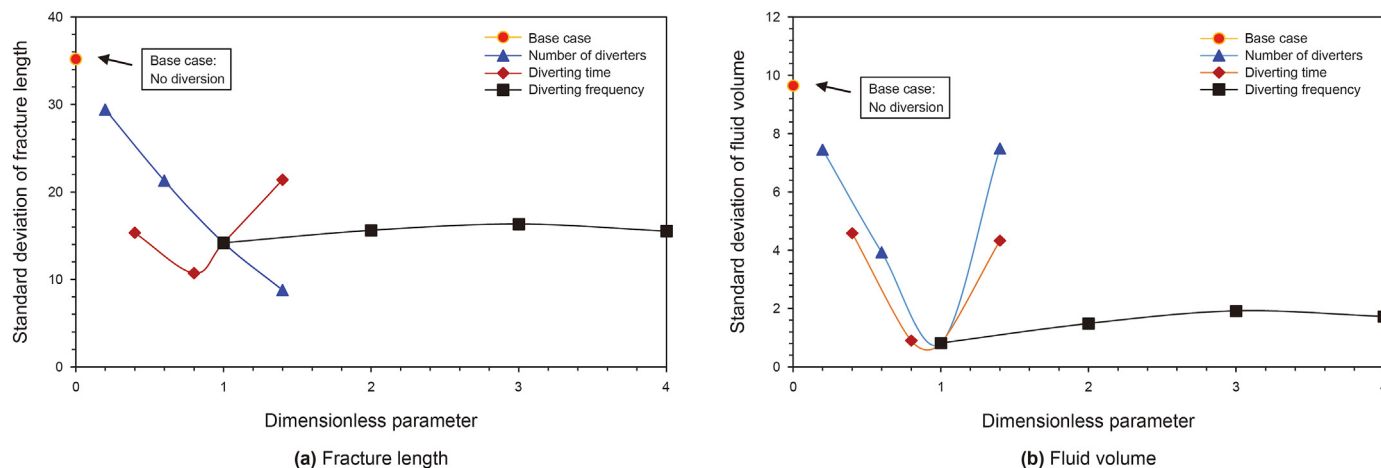 40
30
20
10
0
0
1
2
3
4
Standard deviation of fracture length
Dimensionless parameter
Base case:
No diversion
Base case
Number of diverters
Diverting time
Diverting frequency
(a) Fracture length
12
10
8
6
4
2
0
0
1
2
3
4
Standard deviation of fluid volume
Dimensionless parameter
Base case:
No diversion
Base case
Number of diverters
Diverting time
Diverting frequency
(b) Fluid volume